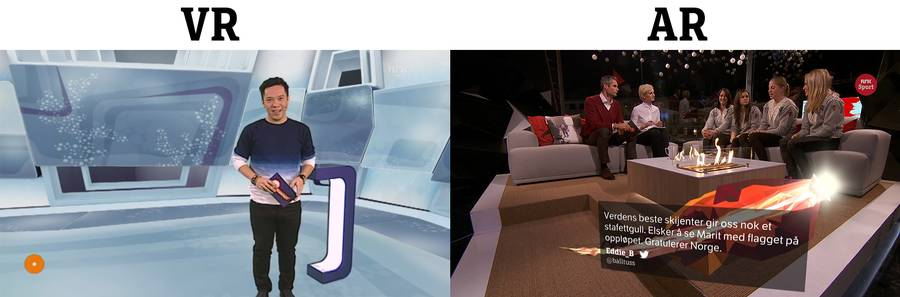 VR
AR
NRK
Sport
Verdens beste skijenter gir oss nok et
stafettgull. Elsker å se Marit med flagget på
oppløpet. Gratulerer Norge.
Eddie_B
@balltuss